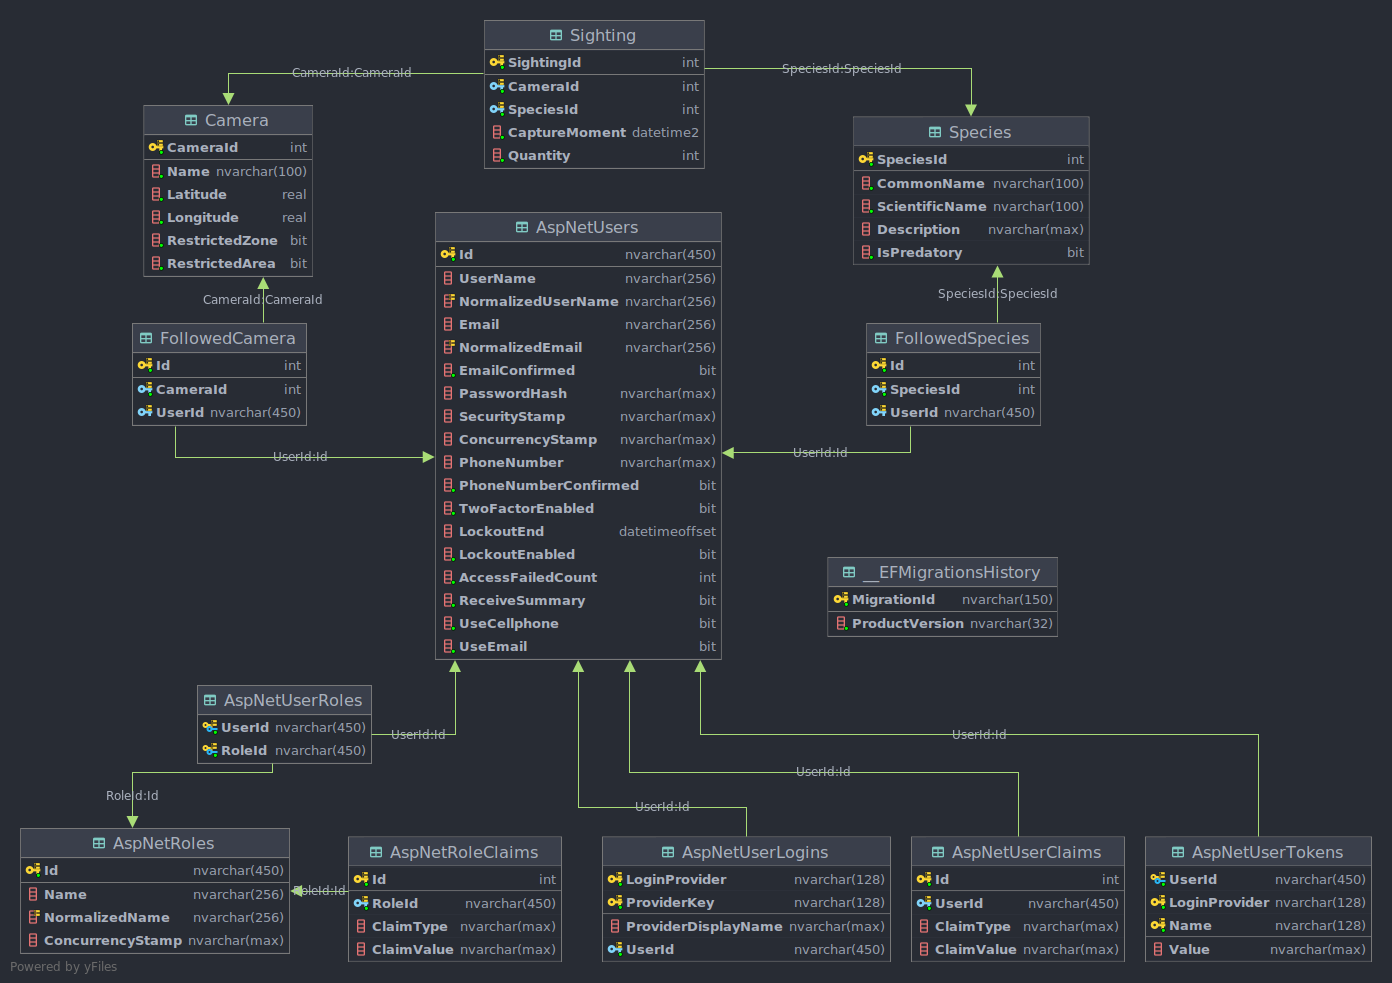 Sighting
SightingId int
CameraId int
SpeciesId int
CaptureMoment datetime2
Quantity int
CameraId:CameraId
SpeciesId:SpeciesId
Camera
CameraId int
Name nvarchar(100)
Latitude real
Longitude real
RestrictedZone bit
RestrictedArea bit
Species
SpeciesId int
CommonName nvarchar(100)
ScientificName nvarchar(100)
Description nvarchar(max)
IsPredatory bit
CameraId:CameraId
SpeciesId:SpeciesId
FollowedCamera
Id int
CameraId int
UserId nvarchar(450)
UserId:Id
AspNetUsers
Id nvarchar(450)
UserName nvarchar(256)
NormalizedUserName nvarchar(256)
Email nvarchar(256)
NormalizedEmail nvarchar(256)
EmailConfirmed bit
PasswordHash nvarchar(max)
SecurityStamp nvarchar(max)
ConcurrencyStamp nvarchar(max)
PhoneNumber nvarchar(max)
PhoneNumberConfirmed bit
TwoFactorEnabled bit
LockoutEnd datetimeoffset
LockoutEnabled bit
AccessFailedCount int
ReceiveSummary bit
UseCellphone bit
UseEmail bit
FollowedSpecies
Id int
SpeciesId int
UserId nvarchar(450)
UserId:Id
__EFMigrationsHistory
MigrationId nvarchar(150)
ProductVersion nvarchar(32)
AspNetUserRoles
UserId nvarchar(450)
RoleId nvarchar(450)
UserId:Id
UserId:Id
UserId:Id
UserId:Id
RoleId:Id
AspNetRoles
Id nvarchar(450)
Name nvarchar(256)
NormalizedName nvarchar(256)
ConcurrencyStamp nvarchar(max)
RoleId:Id
AspNetRoleClaims
Id int
RoleId nvarchar(450)
ClaimType nvarchar(max)
ClaimValue nvarchar(max)
AspNetUserLogins
LoginProvider nvarchar(128)
ProviderKey nvarchar(128)
ProviderDisplayName nvarchar(max)
UserId nvarchar(450)
AspNetUserClaims
Id int
UserId nvarchar(450)
ClaimType nvarchar(max)
ClaimValue nvarchar(max)
AspNetUserTokens
UserId nvarchar(450)
LoginProvider nvarchar(128)
Name nvarchar(128)
Value nvarchar(max)
Powered by yFiles